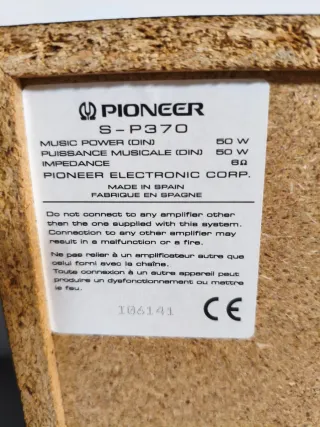 PIONEER
S-P370
MUSIC POWER (DIN) 50 W
PUISSANCE MUSICALE (DIN) 50 W
IMPEDANCE 6Ω
PIONEER ELECTRONIC CORP.
MADE IN SPAIN
FABRIQUE EN ESPAGNE
Do not connect to any amplifier other
than the one supplied with this system.
Connection to any other amplifier may
result in a malfunction or a fire.
Ne pas relier à un amplificateur autre que
celui forni avec la chaîne.
Toute connexion à un autre appareil peut
produire un dysfonctionnement ou mettre
le feu.
I06141 CE